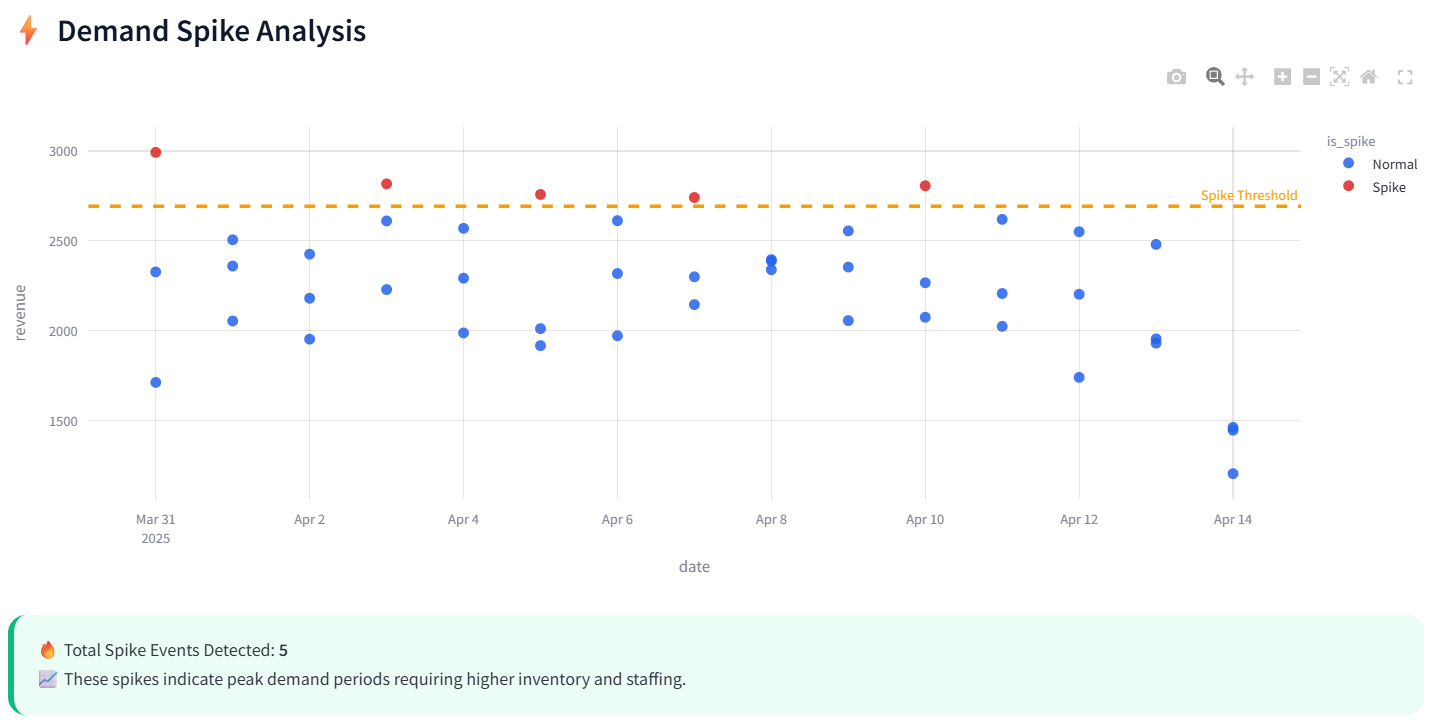 ⚡ Demand Spike Analysis
3000
2500
2000
1500
revenue
Spike Threshold
is_spike
Normal
Spike
Mar 31
2025
Apr 2
Apr 4
Apr 6
Apr 8
Apr 10
Apr 12
Apr 14
date
🔥 Total Spike Events Detected: 5
📈 These spikes indicate peak demand periods requiring higher inventory and staffing.